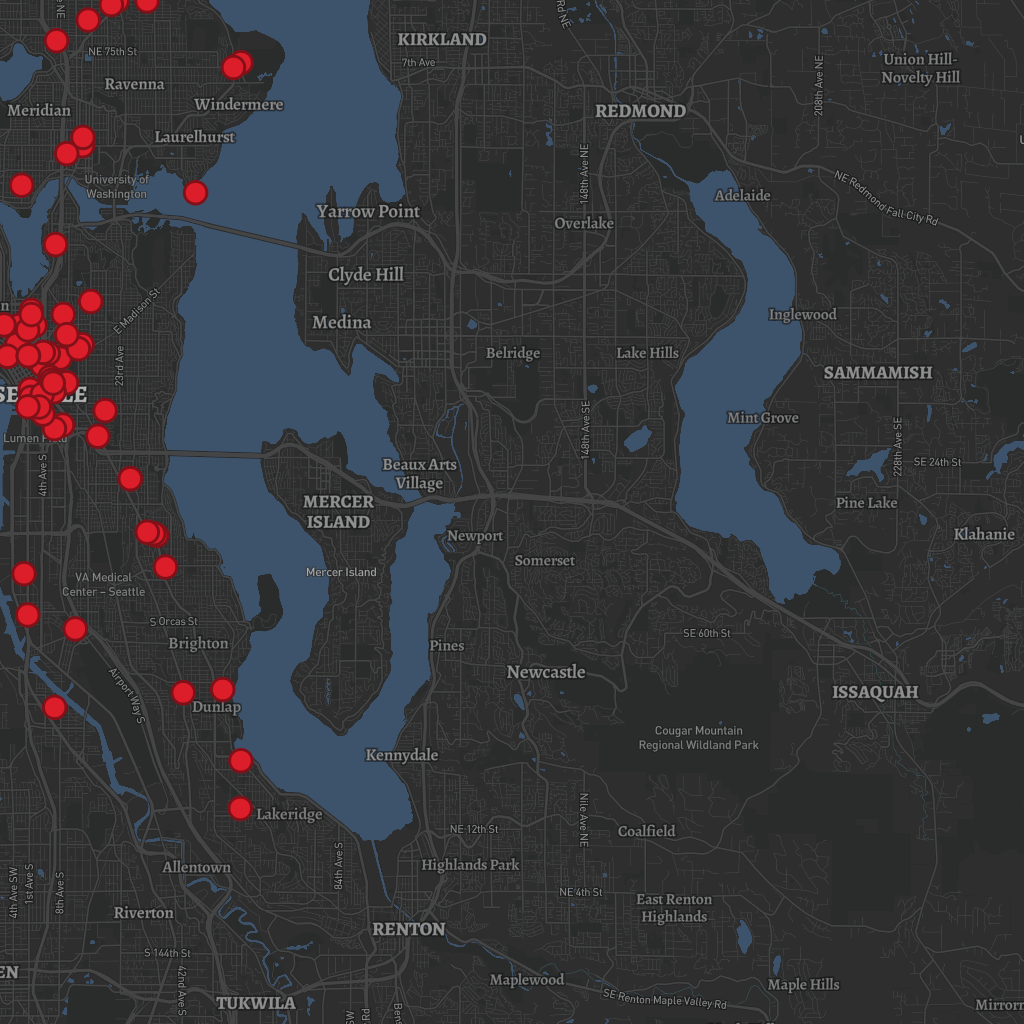 KIRKLAND
NE 75th St
7th Ave
Union Hill-
Novelty Hill
208th Ave NE
Ravenna
Windermere
Meridian
REDMOND
Laurelhurst
148th Ave NE
University of
Washington
NE Redmond Fall City Rd
Adelaide
Yarrow Point
Overlake
Clyde Hill
E Madison St
Medina
Inglewood
23rd Ave
Belridge
Lake Hills
SAMMAMISH
148th Ave SE
Mint Grove
228th Ave SE
4th Ave S
Beaux Arts
Village
SE 24th St
MERCER
ISLAND
Pine Lake
Newport
Klahanie
Somerset
Mercer Island
VA Medical
Center – Seattle
S Orcas St
Brighton
SE 60th St
Pines
Newcastle
Airport Way S
ISSAQUAH
Dunlap
Cougar Mountain
Regional Wildland Park
Kennydale
Lakeridge
NE 12th St
Nile Ave NE
Coalfield
84th Ave S
Allentown
Highlands Park
4th Ave SW
1st Ave S
8th Ave S
NE 4th St
East Renton
Highlands
Riverton
RENTON
S 144th St
42nd Ave S
Maplewood
Maple Hills
SE Renton Maple Valley Rd
TUKWILA